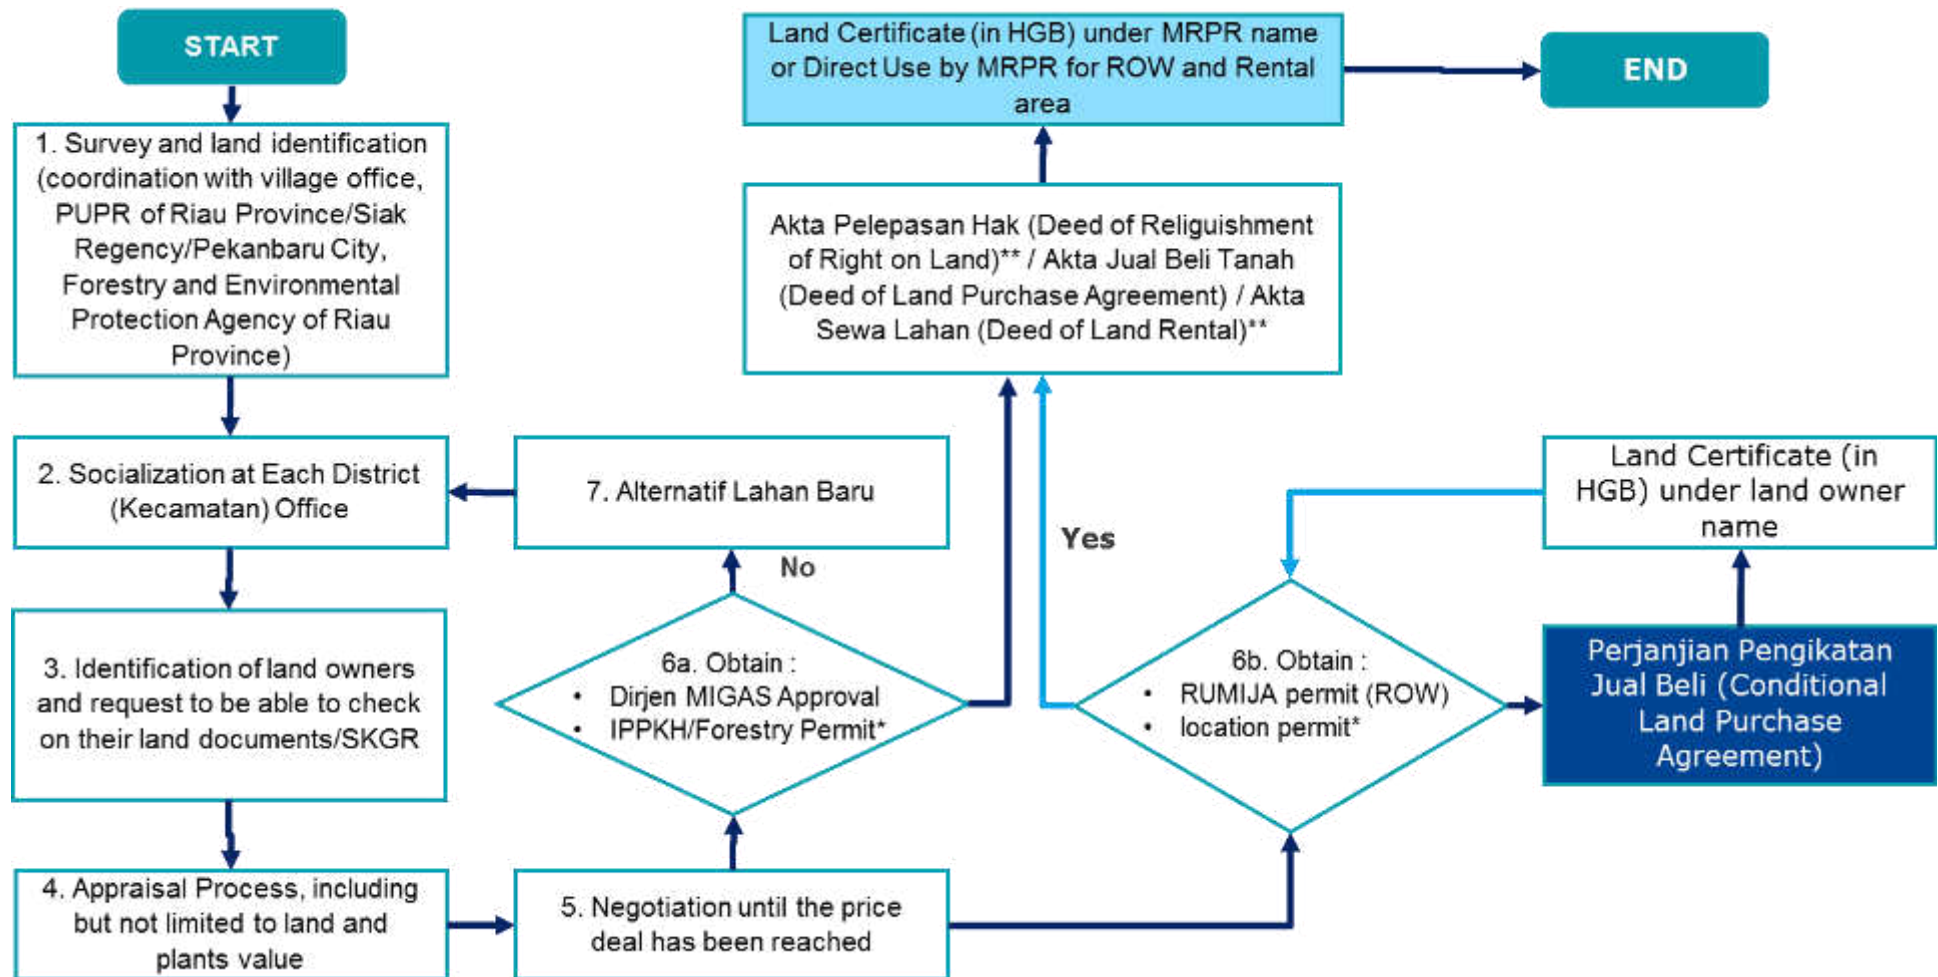 START
1. Survey and land identification
(coordination with village office,
PUPR of Riau Province/Siak
Regency/Pekanbaru City,
Forestry and Environmental
Protection Agency of Riau
Province)
2. Socialization at Each District
(Kecamatan) Office
3. Identification of land owners
and request to be able to check
on their land documents/SKGR
4. Appraisal Process, including
but not limited to land and
plants value
5. Negotiation until the price
deal has been reached
6a. Obtain :
• Dirjen MIGAS Approval
• IPPKH/Forestry Permit*
No
7. Alternatif Lahan Baru
6b. Obtain :
• RUMIJA permit (ROW)
• location permit*
Yes
Perjanjian Pengikatan
Jual Beli (Conditional
Land Purchase
Agreement)
Land Certificate (in
HGB) under land owner
name
Akta Pelepasan Hak (Deed of Religuishment
of Right on Land)** / Akta Jual Beli Tanah
(Deed of Land Purchase Agreement) / Akta
Sewa Lahan (Deed of Land Rental)**
Land Certificate (in HGB) under MRPR name
or Direct Use by MRPR for ROW and Rental
area
END